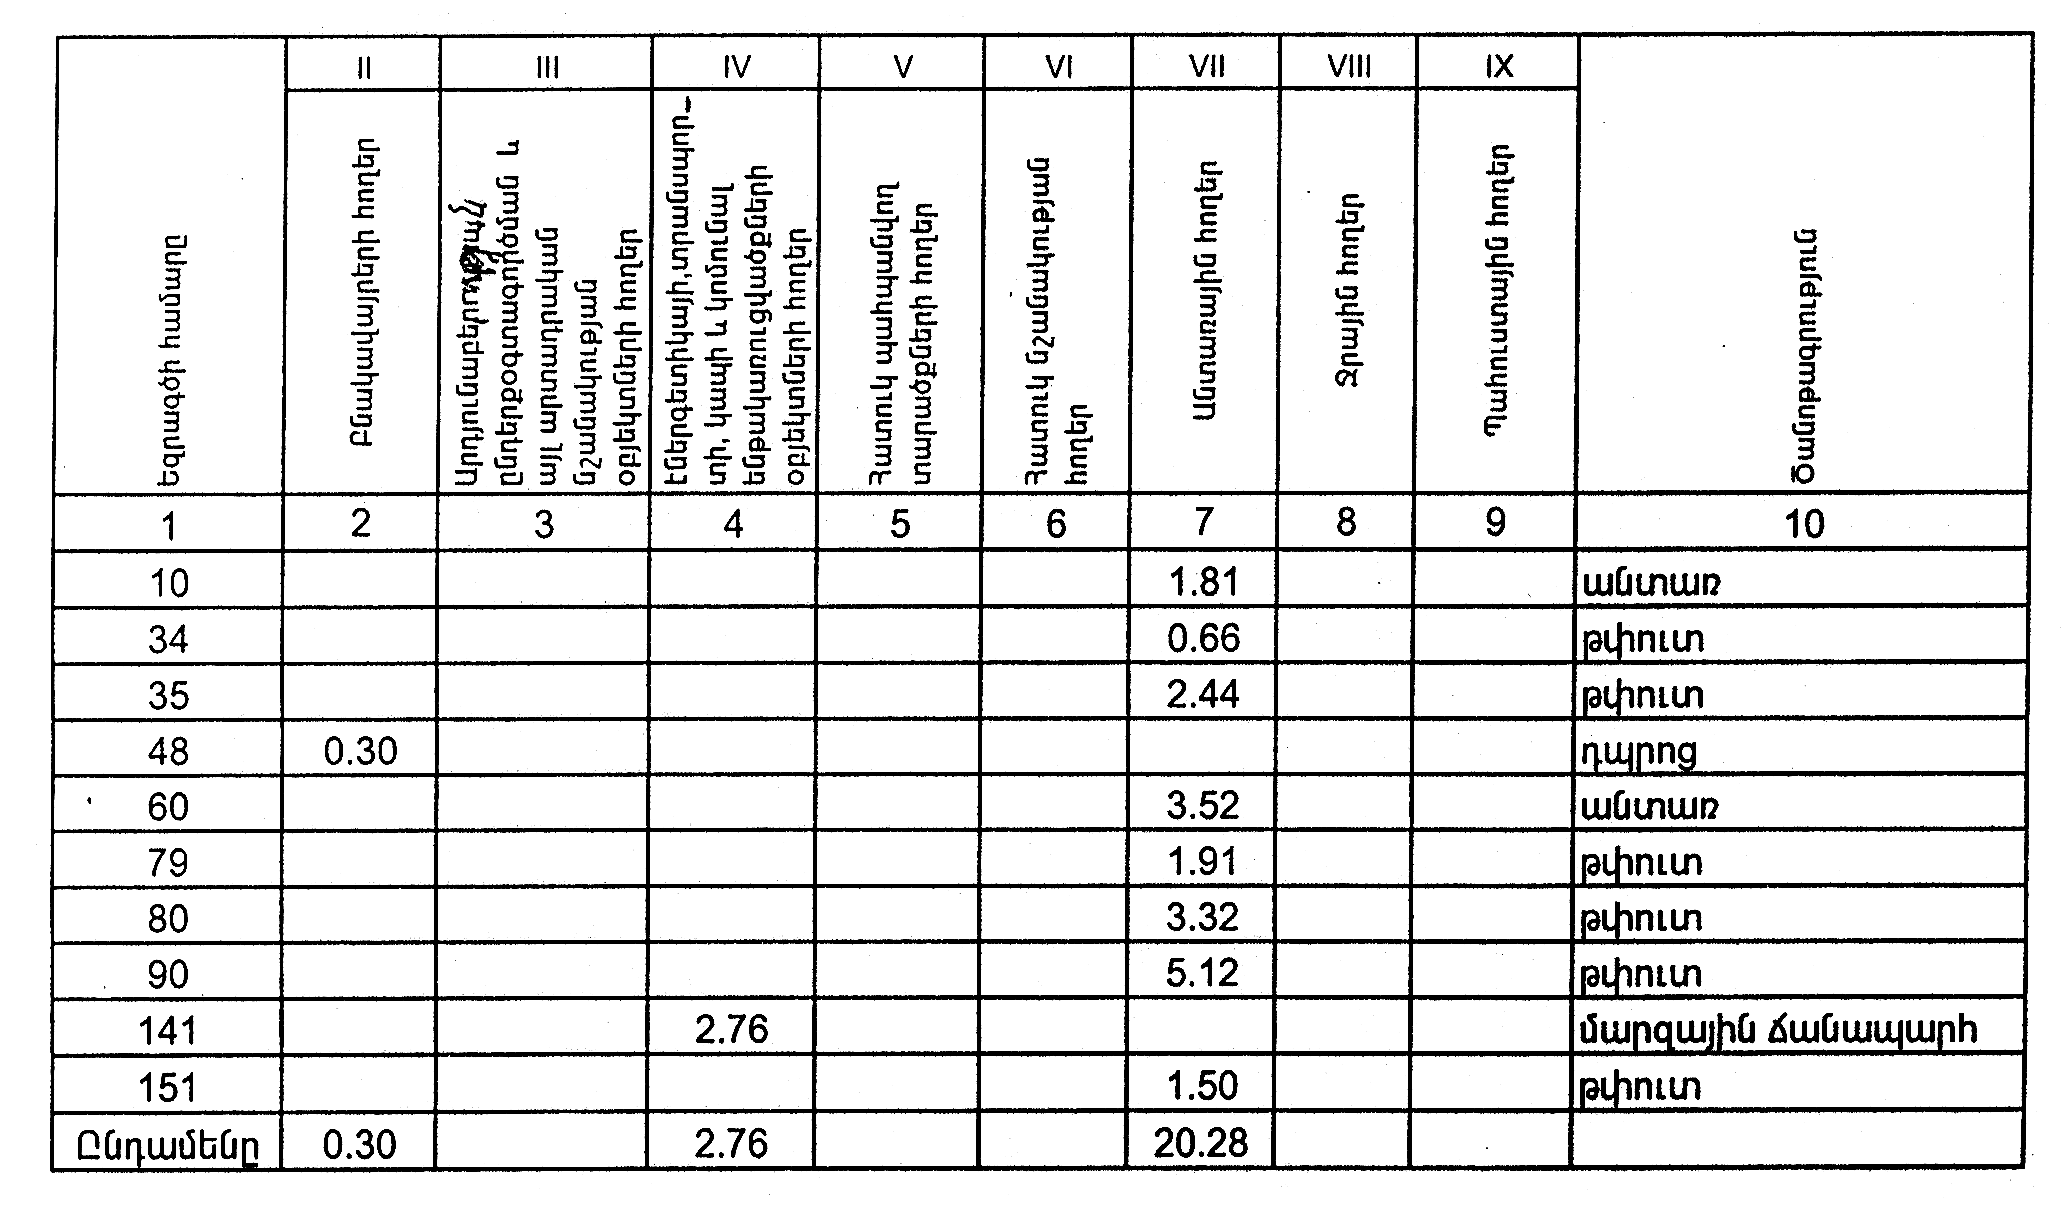 II III IV V VI VII VIII IX
Եզրագծի համարը
Բնակավայրերի հողեր
Արդյունաբերության
ընդերքօգտագործման և
այլ արտադրական
նշանակության
օբյեկտների հողեր
Էներգետիկայի, տրանսպոր-
տի, կապի և կոմունալ
ենթակառուցվածքների
օբյեկտների հողեր
Հատուկ պահպանվող
տարածքների հողեր
Հատուկ նշանակության
հողեր
Անտառային հողեր
Ջրային հողեր
Պահուստային հողեր
Ծանոթություն
1 2 3 4 5 6 7 8 9 10
10 1.81 անտառ
34 0.66 թփուտ
35 2.44 թփուտ
48 0.30 դպրոց
60 3.52 անտառ
79 1.91 թփուտ
80 3.32 թփուտ
90 5.12 թփուտ
141 2.76 մարզային ճանապարհ
151 1.50 թփուտ
Ընդամենը 0.30 2.76 20.28